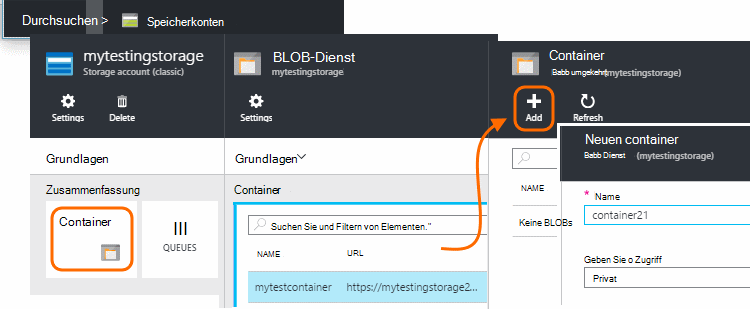 Durchsuchen > Speicherkonten
mytestingstorage
Storage account (classic)
Settings
Delete
Grundlagen
Zusammenfassung
Container
QUEUES
BLOB-Dienst
mytestingstorage
Settings
Grundlagen
Container
Suchen Sie und Filtern von Elementen."
NAME URL
mytestcontainer https://mytestingstorage2...
Container
Babb umgekehrt (mytestingstorage)
Add
Refresh
NAME
Keine BLOBs
Neuen container
Babb Dienst (mytestingstorage)
* Name
container21
Geben Sie o Zugriff
Privat